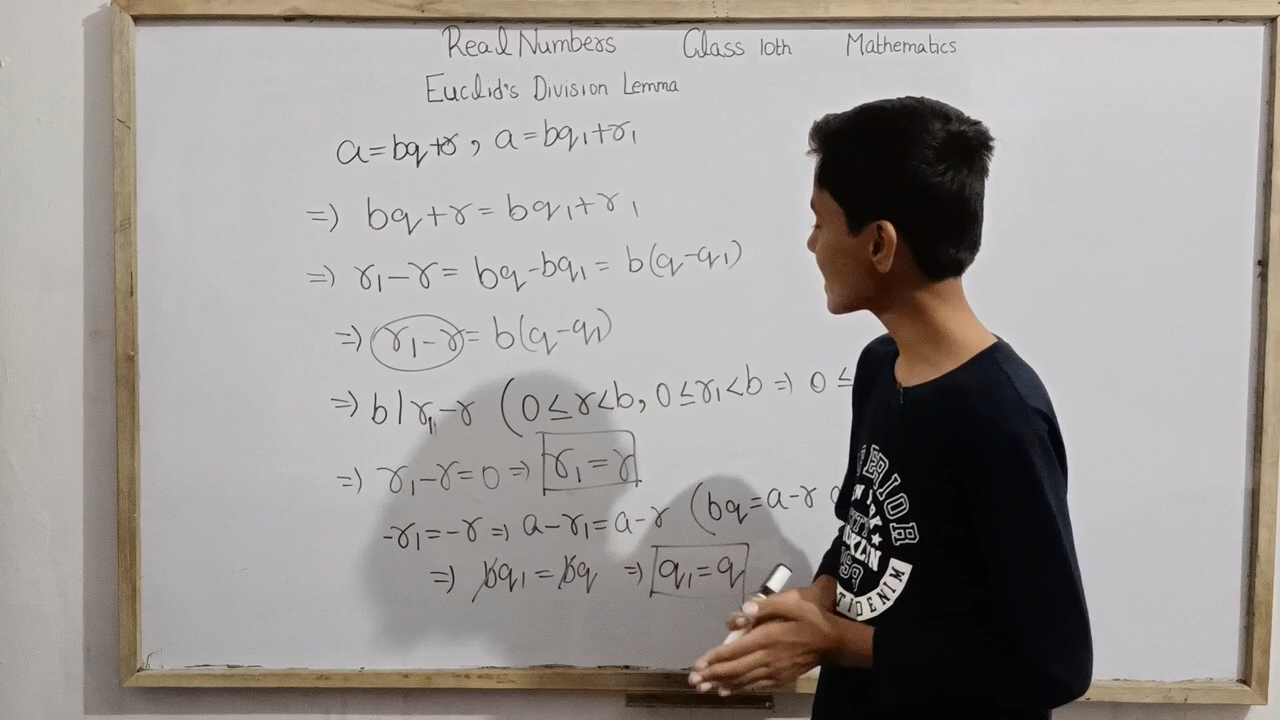 Real Numbers Class 10th Mathematics
Euclid's Division Lemma
a=bq+r, a=bq₁+r₁
=) bq+r=bq₁+r₁
=) r₁-r= bq-bq₁= b(q-q₁)
=) r₁-r= b(q-q₁)
=) b|r₁-r (0≤r<b, 0≤r₁<b => 0≤
=) r₁-r=0 => r₁=r
-r₁=-r => a-r₁=a-r (bq=a-r
=) bq₁=bq => q₁=q